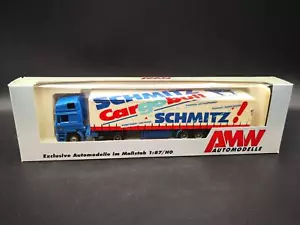 SCHMITZ
Cargobull
SCHMITZ!
AMW
AUTOMODELLE
Exclusive Automodelle im Maßstab 1:87/H0